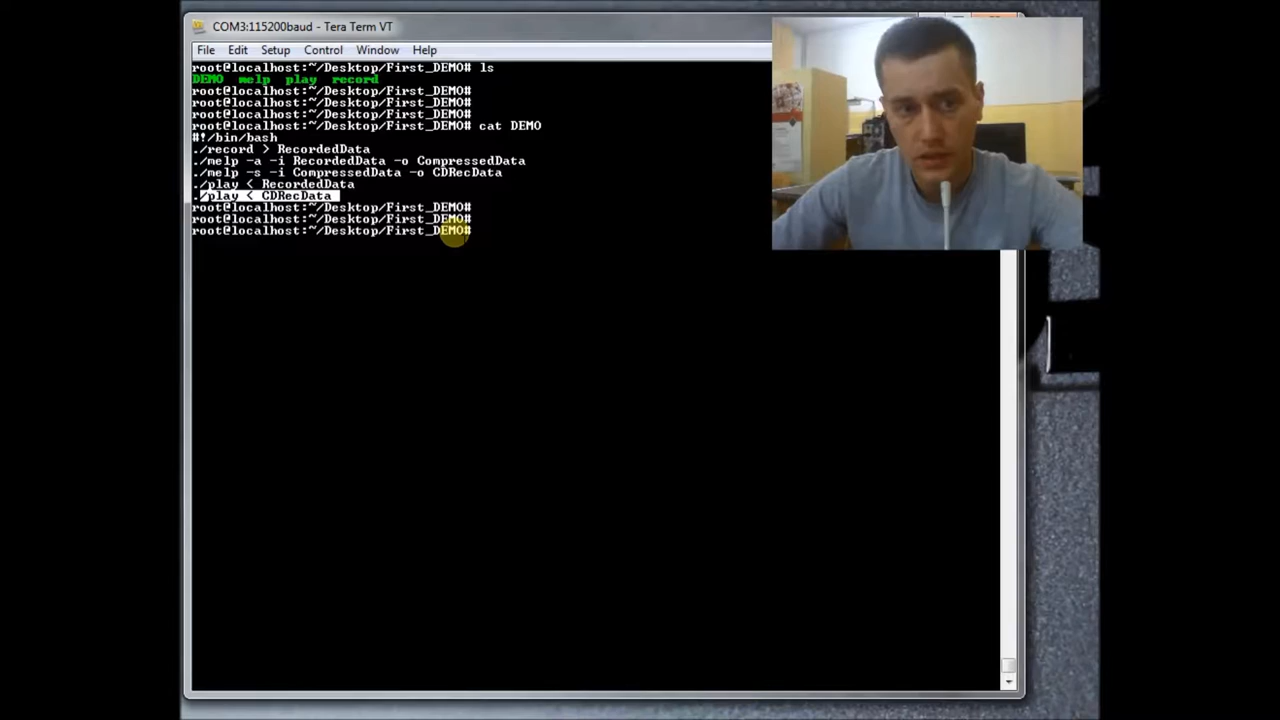 COM3:115200baud - Tera Term VT
File Edit Setup Control Window Help
root@localhost:~/Desktop/First_DEMO# ls
DEMO melp play record
root@localhost:~/Desktop/First_DEMO#
root@localhost:~/Desktop/First_DEMO#
root@localhost:~/Desktop/First_DEMO#
root@localhost:~/Desktop/First_DEMO# cat DEMO
#!/bin/bash
./record > RecordedData
./melp -a -i RecordedData -o CompressedData
./melp -s -i CompressedData -o CDRecData
./play < RecordedData
./play < CDRecData
root@localhost:~/Desktop/First_DEMO#
root@localhost:~/Desktop/First_DEMO#
root@localhost:~/Desktop/First_DEMO#